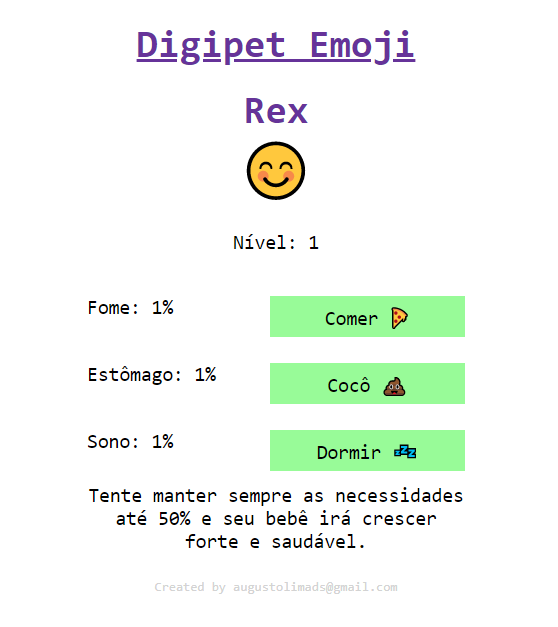 Digipet Emoji
Rex
Nível: 1
Fome: 1%
Comer 🍕
Estômago: 1%
Cocô 💩
Sono: 1%
Dormir 💤
Tente manter sempre as necessidades
até 50% e seu bebê irá crescer
forte e saudável.
Created by augustolimads@gmail.com